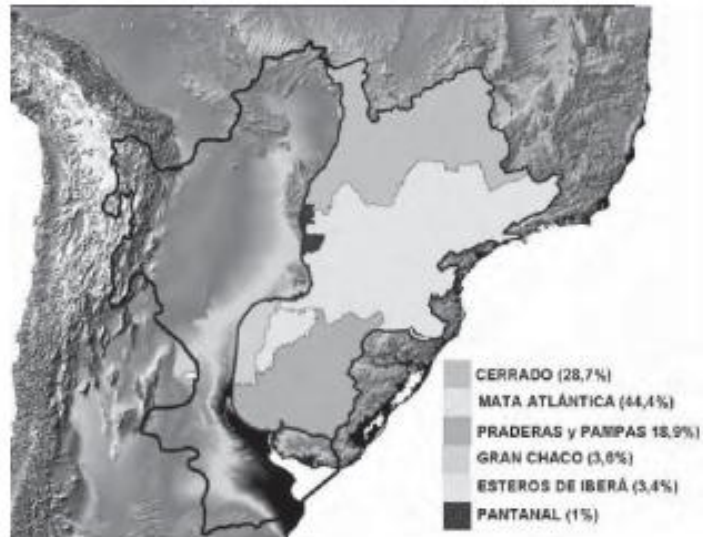 CERRADO (28,7%)
MATA ATLÁNTICA (44,4%)
PRADERAS y PAMPAS 18,9%)
GRAN CHACO (3,6%)
ESTEROS DE IBERÁ (3,4%)
PANTANAL (1%)